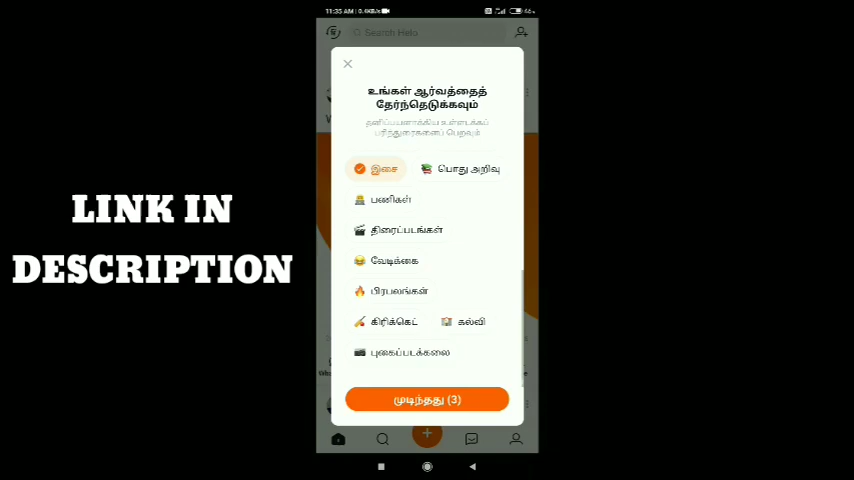 11:35 AM | 0.4KB/s
Search Helo
உங்கள் ஆர்வத்தைத்
தேர்ந்தெடுக்கவும்
தனிப்பயனாக்கிய உள்ளடக்கப்
பரிந்துரைகளைப் பெறவும்
இசை
பொது அறிவு
பணிகள்
திரைப்படங்கள்
வேடிக்கை
பிரபலங்கள்
கிரிக்கெட்
கல்வி
புகைப்படக்கலை
முடிந்தது (3)
LINK IN
DESCRIPTION